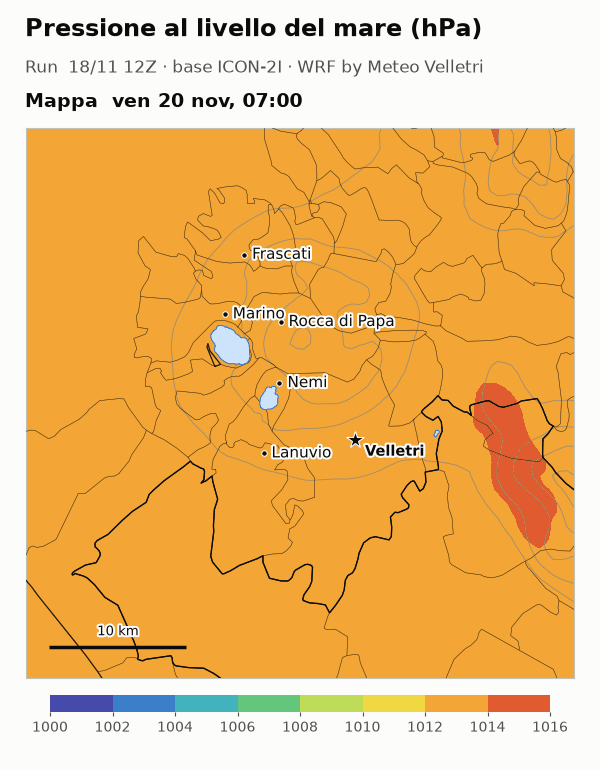 Pressione al livello del mare (hPa)
Run  18/11 12Z · base ICON-2I · WRF by Meteo Velletri
Mappa  ven 20 nov, 07:00
Frascati
Marino
Rocca di Papa
Nemi
Velletri
Lanuvio
10 km
1000 1002 1004 1006 1008 1010 1012 1014 1016